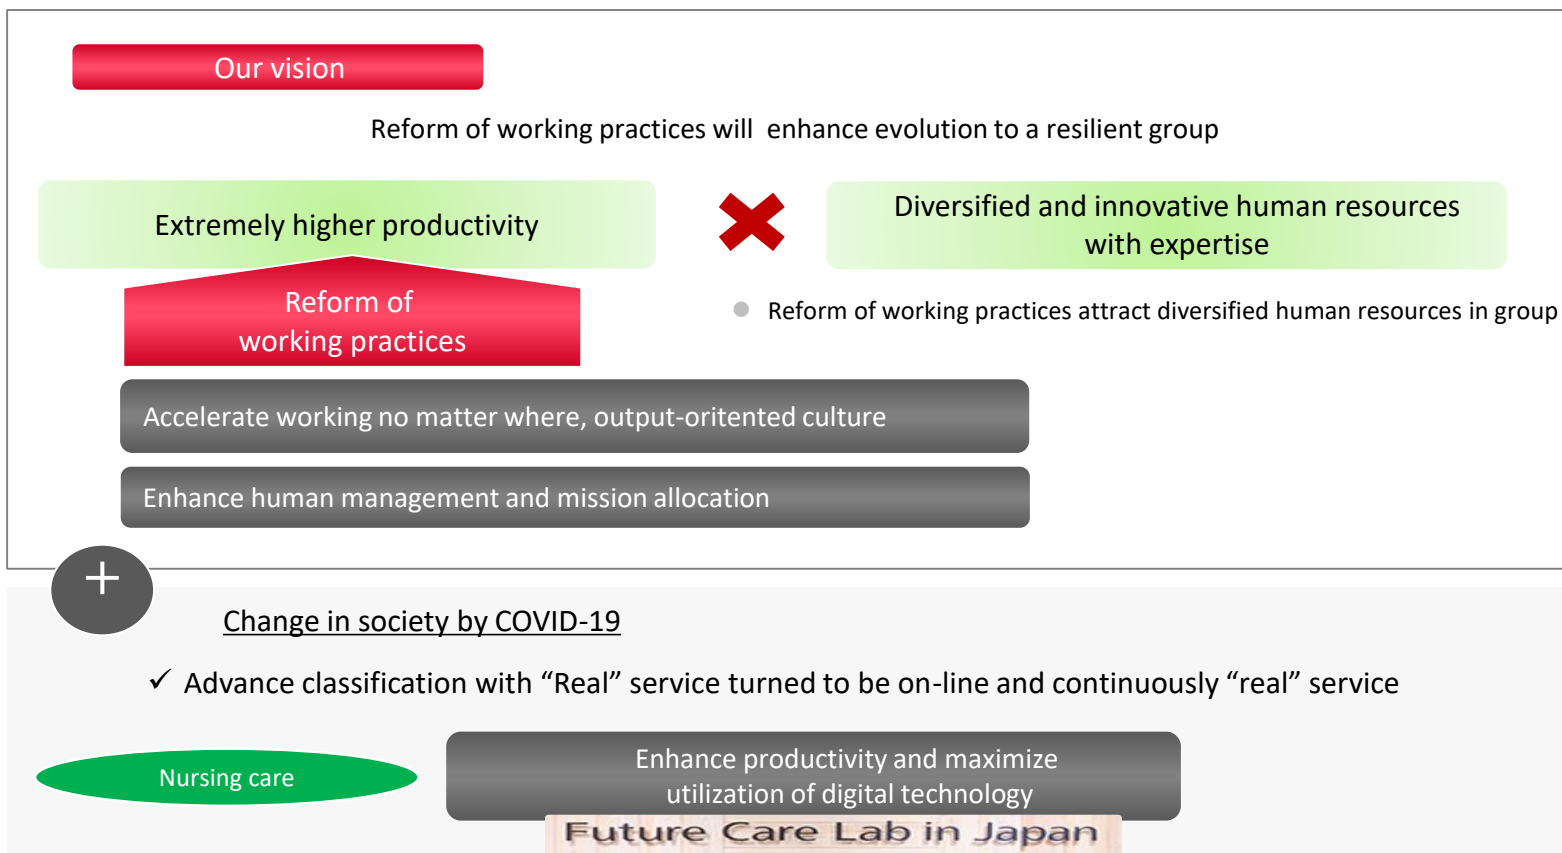 Our vision
Reform of working practices will enhance evolution to a resilient group
Extremely higher productivity
Diversified and innovative human resources
with expertise
Reform of
working practices
Reform of working practices attract diversified human resources in group
Accelerate working no matter where, output-oritented culture
Enhance human management and mission allocation
+
Change in society by COVID-19
✓ Advance classification with “Real” service turned to be on-line and continuously “real” service
Nursing care
Enhance productivity and maximize
utilization of digital technology
Future Care Lab in Japan